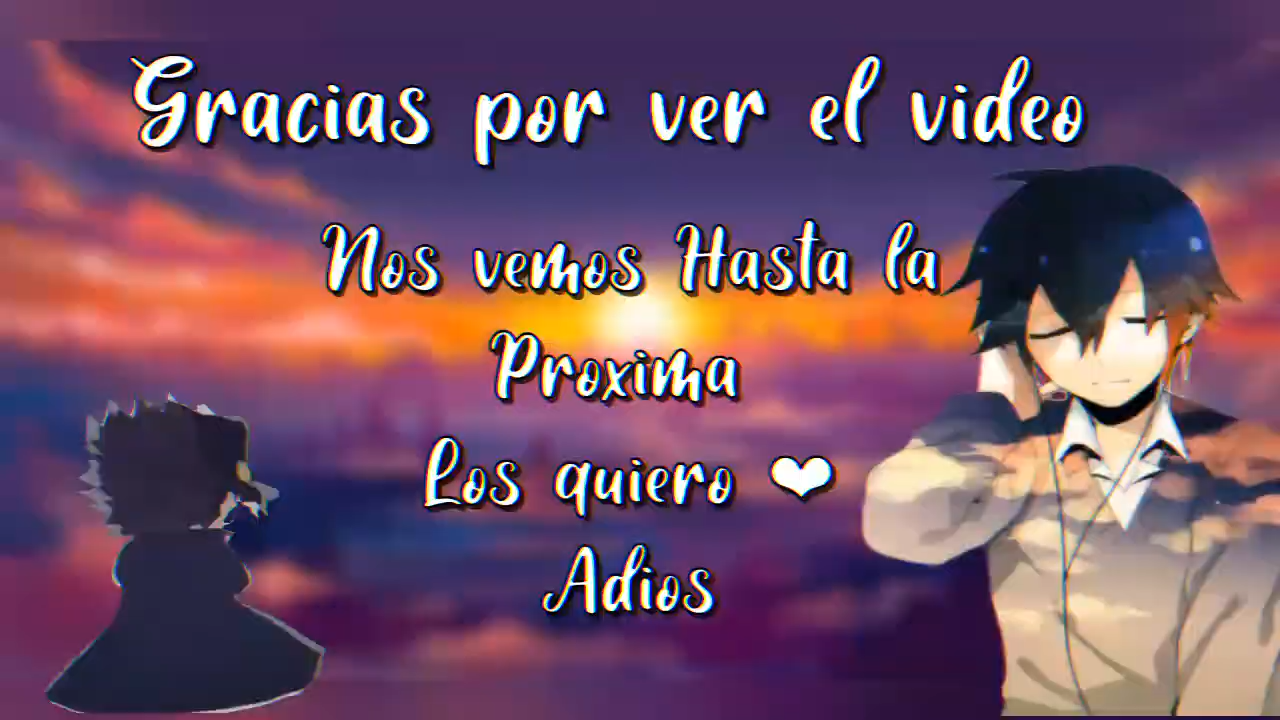 Gracias por ver el video
Nos vemos Hasta la
Proxima
Los quiero ❤
Adios